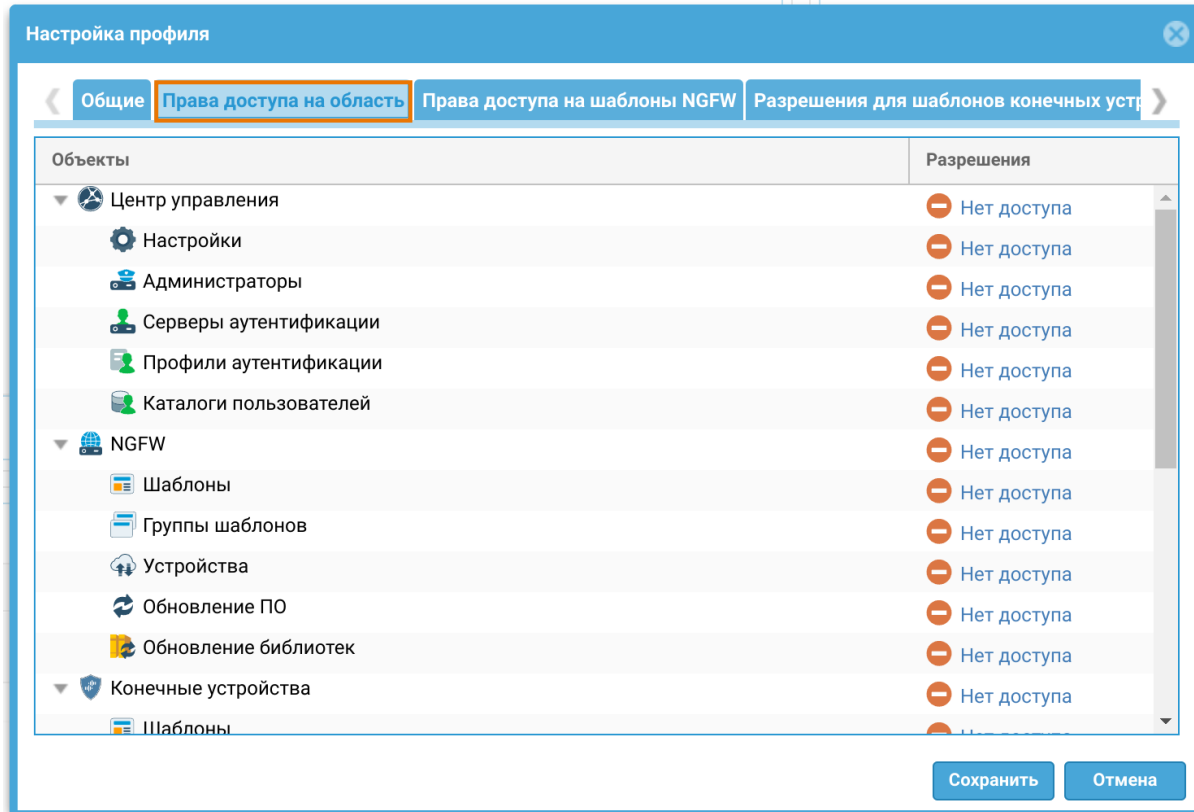 Настройка профиля
Общие Права доступа на область Права доступа на шаблоны NGFW Разрешения для шаблонов конечных устр
Объекты Разрешения
Центр управления Нет доступа
Настройки Нет доступа
Администраторы Нет доступа
Серверы аутентификации Нет доступа
Профили аутентификации Нет доступа
Каталоги пользователей Нет доступа
NGFW Нет доступа
Шаблоны Нет доступа
Группы шаблонов Нет доступа
Устройства Нет доступа
Обновление ПО Нет доступа
Обновление библиотек Нет доступа
Конечные устройства Нет доступа
Шаблоны Нет доступа
Сохранить Отмена